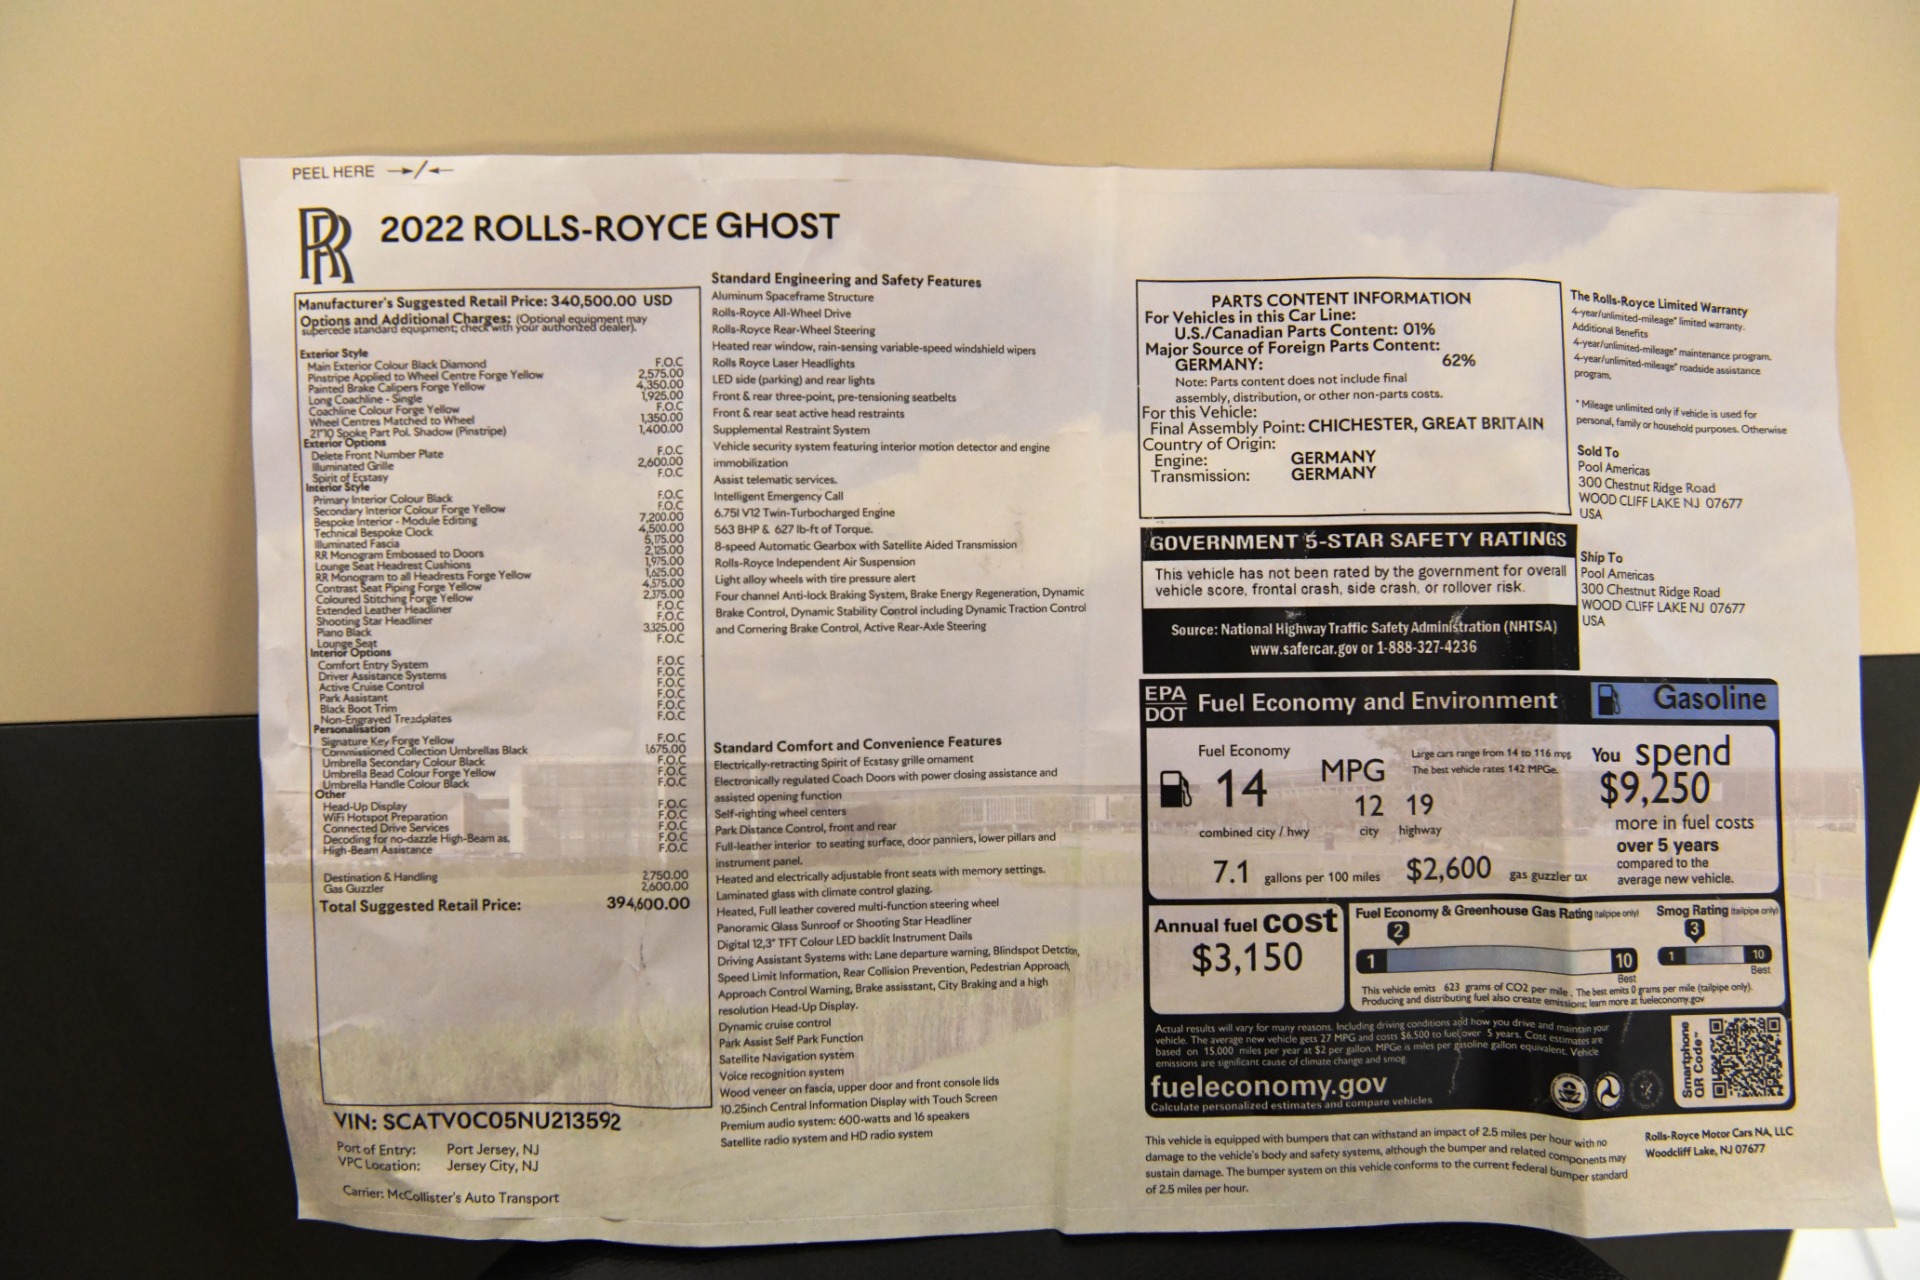 PEEL HERE
RR
2022 ROLLS-ROYCE GHOST
Manufacturer's Suggested Retail Price: 340,500.00 USD
Options and Additional Charges: (Optional equipment may
supercede standard equipment; check with your authorized dealer).
Exterior Style
Main Exterior Colour Black Diamond F.O.C
Pinstripe Applied to Wheel Centre Forge Yellow 2,575.00
Painted Brake Calipers Forge Yellow 4,350.00
Long Coachline - Single 1,925.00
Coachline Colour Forge Yellow F.O.C
Wheel Centres Matched to Wheel 1,350.00
21"10 Spoke Part Pol. Shadow (Pinstripe) 1,400.00
Exterior Options
Delete Front Number Plate F.O.C
Illuminated Grille 2,600.00
Spirit of Ecstasy F.O.C
Interior Style
Primary Interior Colour Black F.O.C
Secondary Interior Colour Forge Yellow F.O.C
Bespoke Interior - Module Editing 7,200.00
Technical Bespoke Clock 4,500.00
Illuminated Fascia 5,175.00
RR Monogram Embossed to Doors 2,125.00
Lounge Seat Headrest Cushions 1,975.00
RR Monogram to all Headrests Forge Yellow 1,625.00
Contrast Seat Piping Forge Yellow 4,575.00
Coloured Stitching Forge Yellow 2,375.00
Extended Leather Headliner F.O.C
Shooting Star Headliner F.O.C
Piano Black 3,325.00
Lounge Seat F.O.C
Interior Options
Comfort Entry System F.O.C
Driver Assistance Systems F.O.C
Active Cruise Control F.O.C
Park Assistant F.O.C
Black Boot Trim F.O.C
Non-Engraved Treadplates F.O.C
Personalisation
Signature Key Forge Yellow F.O.C
Commissioned Collection Umbrellas Black 1,675.00
Umbrella Secondary Colour Black F.O.C
Umbrella Bead Colour Forge Yellow F.O.C
Umbrella Handle Colour Black F.O.C
Other
Head-Up Display F.O.C
WiFi Hotspot Preparation F.O.C
Connected Drive Services F.O.C
Decoding for no-dazzle High-Beam as. F.O.C
High-Beam Assistance F.O.C
Destination & Handling 2,750.00
Gas Guzzler 2,600.00
Total Suggested Retail Price: 394,600.00
VIN: SCATV0C05NU213592
Port of Entry: Port Jersey, NJ
VPC Location: Jersey City, NJ
Carrier: McCollister's Auto Transport
Standard Engineering and Safety Features
Aluminum Spaceframe Structure
Rolls-Royce All-Wheel Drive
Rolls-Royce Rear-Wheel Steering
Heated rear window, rain-sensing variable-speed windshield wipers
Rolls Royce Laser Headlights
LED side (parking) and rear lights
Front & rear three-point, pre-tensioning seatbelts
Front & rear seat active head restraints
Supplemental Restraint System
Vehicle security system featuring interior motion detector and engine
immobilization
Assist telematic services.
Intelligent Emergency Call
6.75l V12 Twin-Turbocharged Engine
563 BHP & 627 lb-ft of Torque.
8-speed Automatic Gearbox with Satellite Aided Transmission
Rolls-Royce Independent Air Suspension
Light alloy wheels with tire pressure alert
Four channel Anti-lock Braking System, Brake Energy Regeneration, Dynamic
Brake Control, Dynamic Stability Control including Dynamic Traction Control
and Cornering Brake Control, Active Rear-Axle Steering
Standard Comfort and Convenience Features
Electrically-retracting Spirit of Ecstasy grille ornament
Electronically regulated Coach Doors with power closing assistance and
assisted opening function
Self-righting wheel centers
Park Distance Control, front and rear
Full-leather interior to seating surface, door panniers, lower pillars and
instrument panel.
Heated and electrically adjustable front seats with memory settings.
Laminated glass with climate control glazing.
Heated, Full leather covered multi-function steering wheel
Panoramic Glass Sunroof or Shooting Star Headliner
Digital 12,3" TFT Colour LED backlit Instrument Dails
Driving Assistant Systems with: Lane departure warning, Blindspot Detction,
Speed Limit Information, Rear Collision Prevention, Pedestrian Approach,
Approach Control Warning, Brake assisstant, City Braking and a high
resolution Head-Up Display.
Dynamic cruise control
Park Assist Self Park Function
Satellite Navigation system
Voice recognition system
Wood veneer on fascia, upper door and front console lids
10.25inch Central Information Display with Touch Screen
Premium audio system: 600-watts and 16 speakers
Satellite radio system and HD radio system
PARTS CONTENT INFORMATION
For Vehicles in this Car Line:
U.S./Canadian Parts Content: 01%
Major Source of Foreign Parts Content:
GERMANY: 62%
Note: Parts content does not include final
assembly, distribution, or other non-parts costs.
For this Vehicle:
Final Assembly Point: CHICHESTER, GREAT BRITAIN
Country of Origin:
Engine: GERMANY
Transmission: GERMANY
The Rolls-Royce Limited Warranty
4-year/unlimited-mileage* limited warranty.
Additional Benefits
4-year/unlimited-mileage* maintenance program.
4-year/unlimited-mileage* roadside assistance
program.
* Mileage unlimited only if vehicle is used for
personal, family or household purposes. Otherwise
Sold To
Pool Americas
300 Chestnut Ridge Road
WOOD CLIFF LAKE NJ 07677
USA
Ship To
Pool Americas
300 Chestnut Ridge Road
WOOD CLIFF LAKE NJ 07677
USA
GOVERNMENT 5-STAR SAFETY RATINGS
This vehicle has not been rated by the government for overall
vehicle score, frontal crash, side crash, or rollover risk.
Source: National Highway Traffic Safety Administration (NHTSA)
www.safercar.gov or 1-888-327-4236
EPA
DOT
Fuel Economy and Environment
Gasoline
Fuel Economy
14 MPG
12 19
combined city / hwy city highway
7.1 gallons per 100 miles
$2,600 gas guzzler tax
Large cars range from 14 to 116 mpg
The best vehicle rates 142 MPGe.
You spend
$9,250
more in fuel costs
over 5 years
compared to the
average new vehicle.
Annual fuel cost
$3,150
Fuel Economy & Greenhouse Gas Rating (tailpipe only)
2
1 10
Best
Smog Rating (tailpipe only)
3
1 10
Best
This vehicle emits 623 grams of CO2 per mile. The best emits 0 grams per mile (tailpipe only).
Producing and distributing fuel also create emissions; learn more at fueleconomy.gov
Actual results will vary for many reasons. Including driving conditions and how you drive and maintain your
vehicle. The average new vehicle gets 27 MPG and costs $6,500 to fuel over 5 years. Cost estimates are
based on 15,000 miles per year at $2 per gallon. MPGe is miles per gasoline gallon equivalent. Vehicle
emissions are significant cause of climate change and smog
fueleconomy.gov
Calculate personalized estimates and compare vehicles
Smartphone
QR Code™
This vehicle is equipped with bumpers that can withstand an impact of 2.5 miles per hour with no
damage to the vehicle's body and safety systems, although the bumper and related components may
sustain damage. The bumper system on this vehicle conforms to the current federal bumper standard
of 2.5 miles per hour.
Rolls-Royce Motor Cars NA, LLC
Woodcliff Lake, NJ 07677